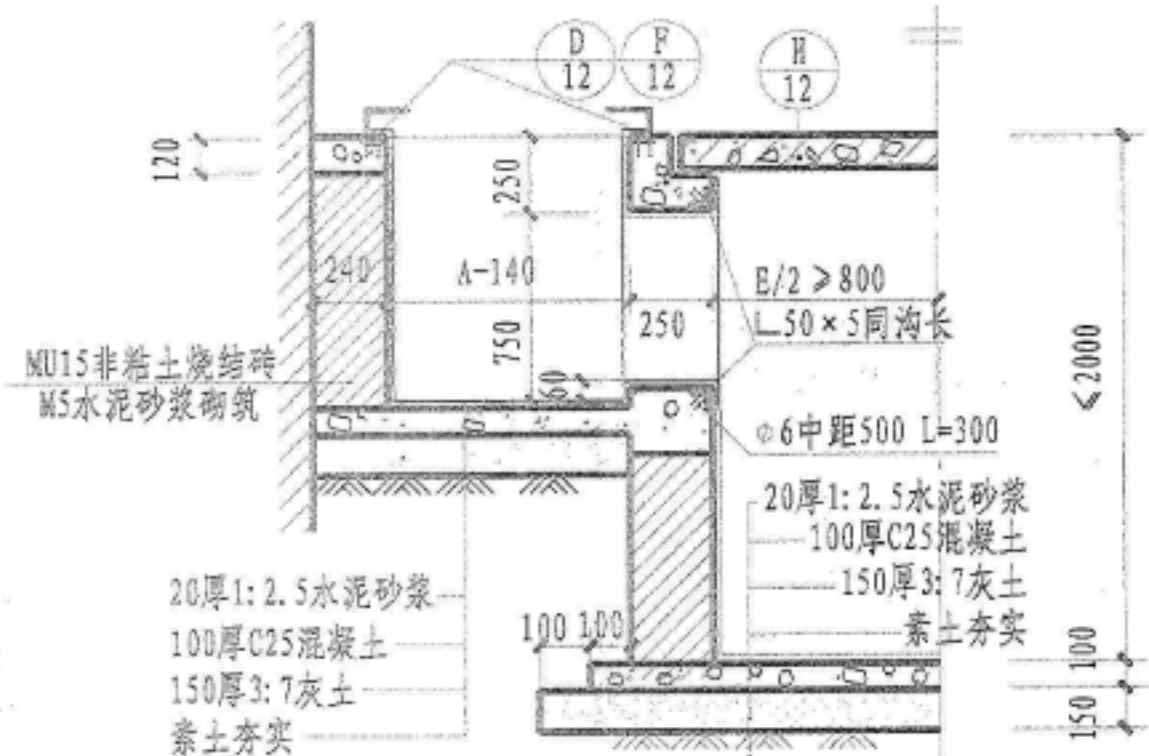 D
12
F
12
H
12
120
250
240
A-140
E/2 ⩾800
∟50×5同沟长
250
750
60
≤2000
MU15非粘土烧结砖
M5水泥砂浆砌筑
φ6中距500 L=300
20厚1:2.5水泥砂浆
100厚C25混凝土
150厚3:7灰土
素土夯实
20厚1:2.5水泥砂浆
100厚C25混凝土
150厚3:7灰土
素土夯实
100 100
100
150